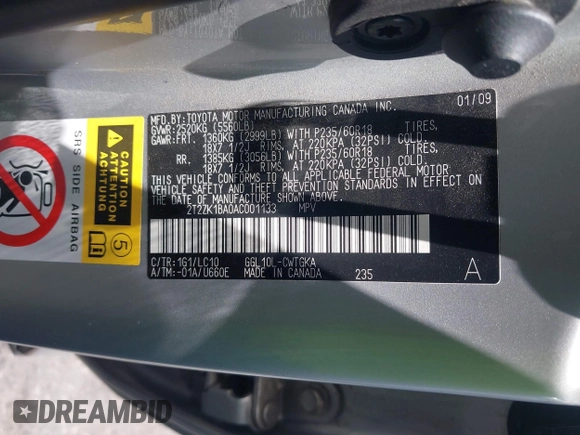 MFD.BY:TOYOTA MOTOR MANUFACTURING CANADA INC. 01/09
GVWR:2520KG (5560LB)
GAWR:FRT. 1360KG (2999LB) WITH P235/60R18 TIRES,
18X7 1/2J RIMS, AT 220KPA (32PSI) COLD.
RR. 1385KG (3055LB) WITH P235/60R18 TIRES,
18X7 1/2J RIMS, AT 220KPA (32PSI) COLD.
THIS VEHICLE CONFORMS TO ALL APPLICABLE FEDERAL MOTOR
VEHICLE SAFETY AND THEFT PREVENTION STANDARDS IN EFFECT ON
THE DATE OF MANUFACTURE SHOWN ABOVE.
2T2ZK1BA0AC001133 MPV
C/TR:1G1/LC10 GGL10L-CWTGKA
A/TM:-01A/U660E MADE IN CANADA 235 A
SRS SIDE AIRBAG
CAUTION
ATTENTION
5
DREAMBID